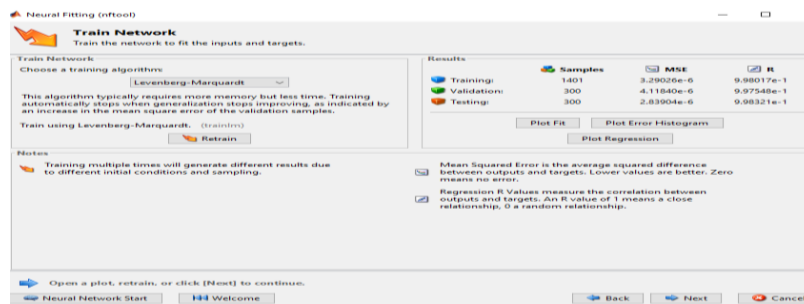 Neural Fitting (nftool)
Train Network
Train the network to fit the inputs and targets.
Train Network
Choose a training algorithm:
Levenberg-Marquardt
This algorithm typically requires more memory but less time. Training
automatically stops when generalization stops improving, as indicated by
an increase in the mean square error of the validation samples.
Train using Levenberg-Marquardt. (trainlm)
Retrain
Results
Samples MSE R
Training: 1401 3.29026e-6 9.98017e-1
Validation: 300 4.11840e-6 9.97548e-1
Testing: 300 2.83904e-6 9.98321e-1
Plot Fit Plot Error Histogram
Plot Regression
Notes
Training multiple times will generate different results due
to different initial conditions and sampling.
Mean Squared Error is the average squared difference
between outputs and targets. Lower values are better. Zero
means no error.
Regression R Values measure the correlation between
outputs and targets. An R value of 1 means a close
relationship, 0 a random relationship.
Open a plot, retrain, or click [Next] to continue.
Neural Network Start Welcome Back Next Cance